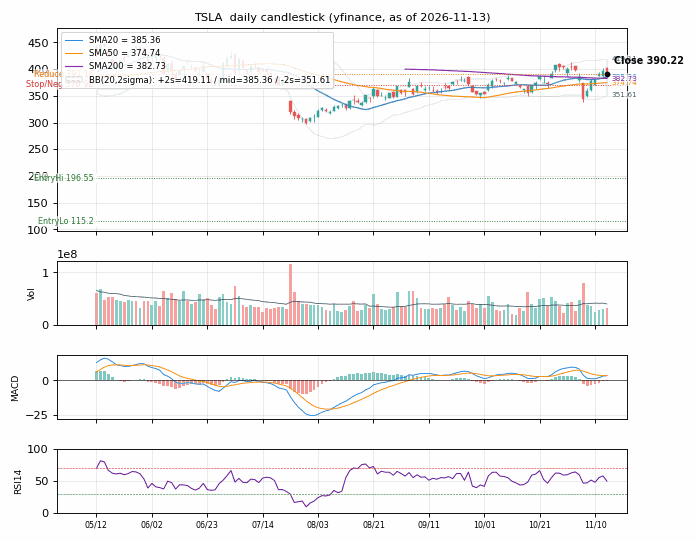 TSLA daily candlestick (yfinance, as of 2026-11-13)
SMA20 = 385.36
SMA50 = 374.74
SMA200 = 382.73
BB(20,2sigma): +2s=419.11 / mid=385.36 / -2s=351.61
Close 390.22
382.73
351.61
EntryHi 196.55
EntryLo 115.2
450
400
350
300
250
200
150
100
1e8
Vol
1
0
MACD
0
−25
RSI14
100
50
0
05/12 06/02 06/23 07/14 08/03 08/21 09/11 10/01 10/21 11/10